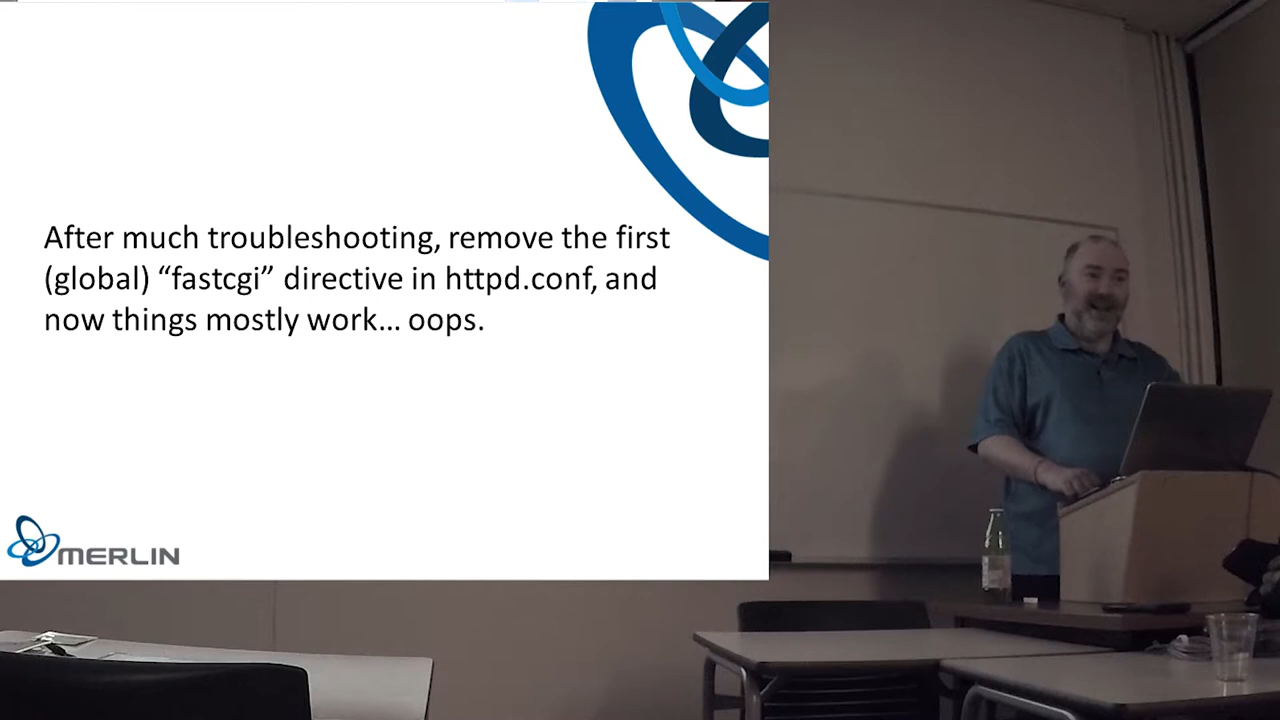 After much troubleshooting, remove the first
(global) “fastcgi” directive in httpd.conf, and
now things mostly work... oops.
MERLIN